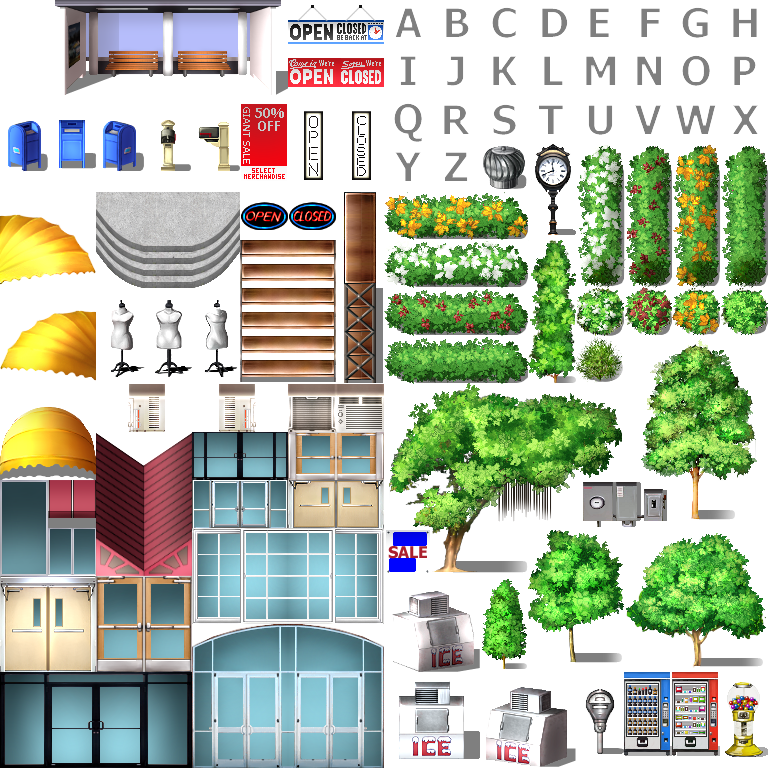 OPEN CLOSED
BE BACK AT
Come in We're Sorry We're
OPEN CLOSED
A B C D E F G H
I J K L M N O P
Q R S T U V W X
Y Z
GIANT SALE
50%
OFF
SELECT
MERCHANDISE
OPEN
CLOSED
OPEN CLOSED
SALE
ICE
ICE
ICE